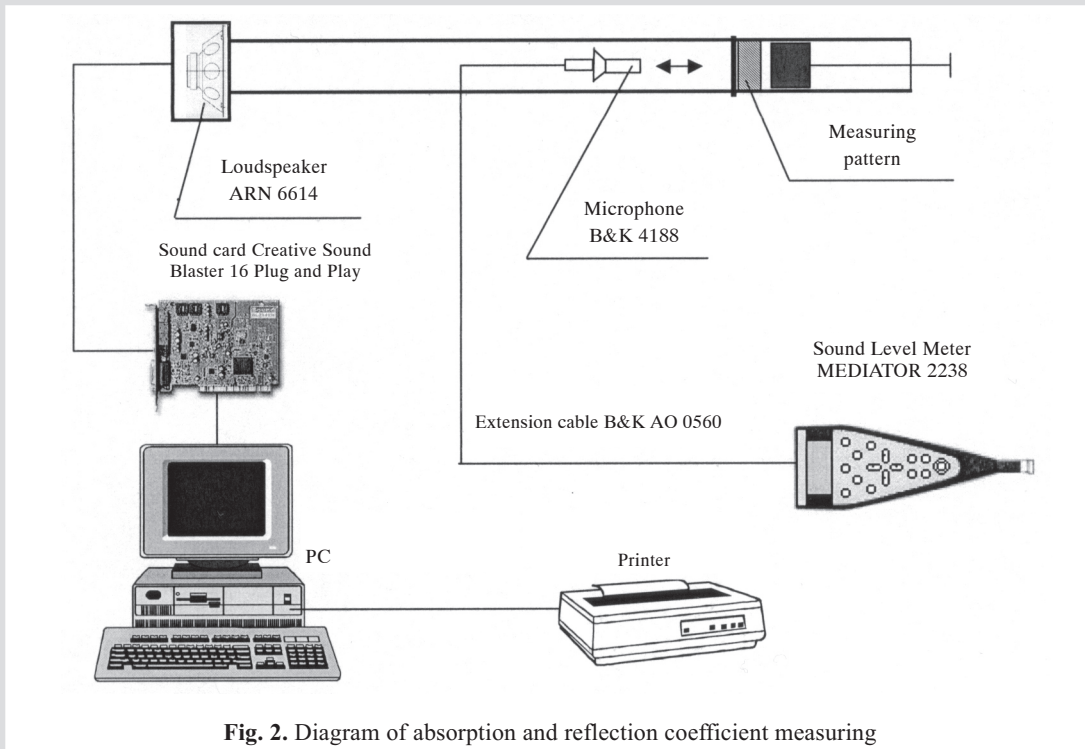 Loudspeaker
ARN 6614
Measuring
pattern
Microphone
B&K 4188
Sound card Creative Sound
Blaster 16 Plug and Play
Sound Level Meter
MEDIATOR 2238
Extension cable B&K AO 0560
PC
Printer
Fig. 2. Diagram of absorption and reflection coefficient measuring